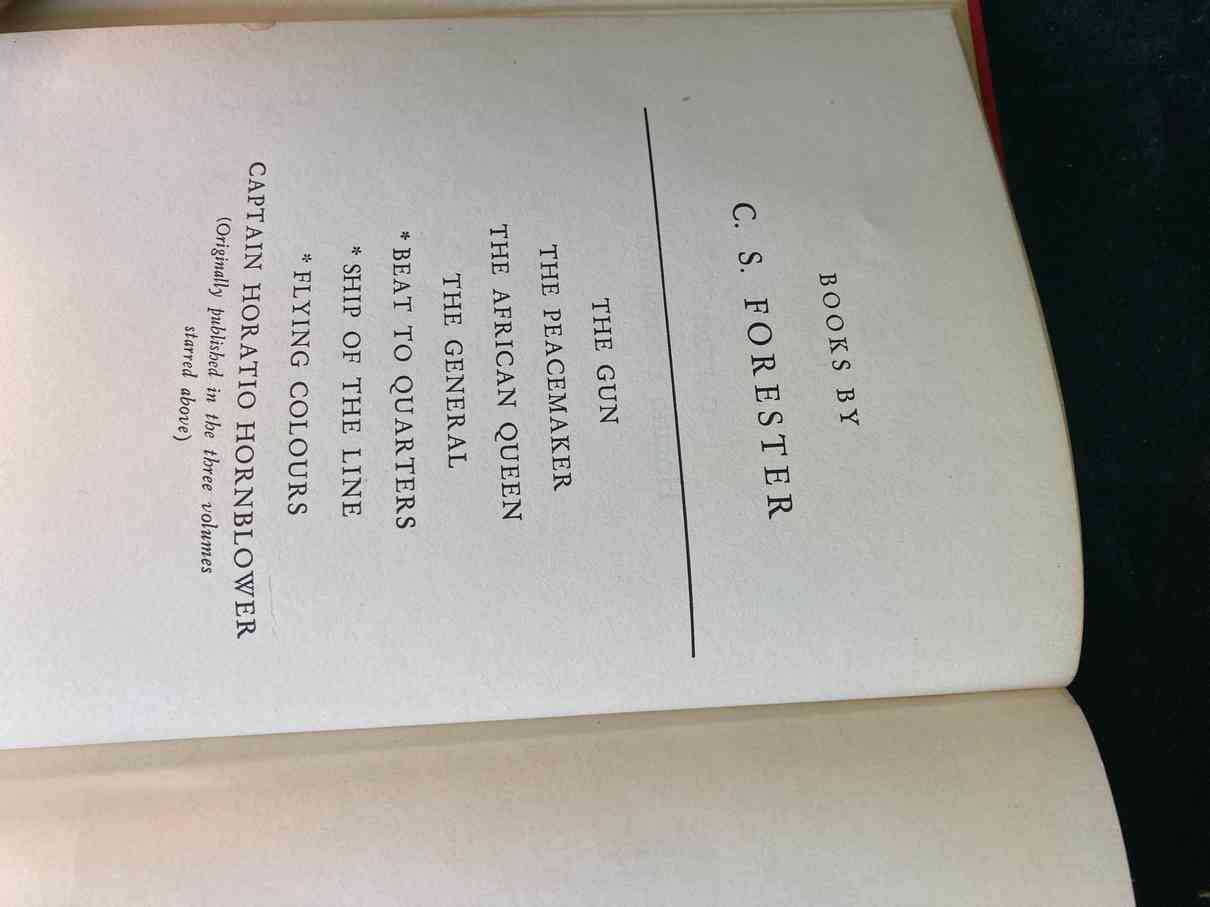 BOOKS BY
C. S. FORESTER
THE GUN
THE PEACEMAKER
THE AFRICAN QUEEN
THE GENERAL
* BEAT TO QUARTERS
* SHIP OF THE LINE
* FLYING COLOURS
CAPTAIN HORATIO HORNBLOWER
(Originally published in the three volumes
starred above)